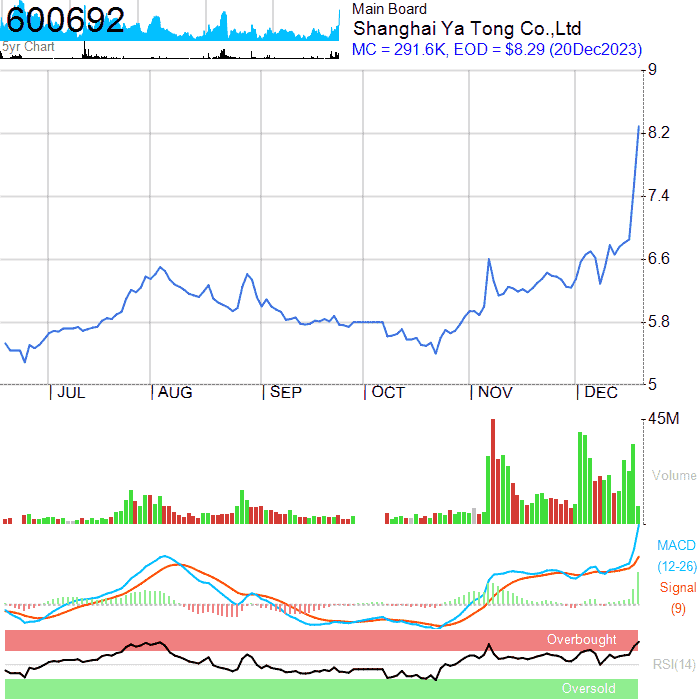 600692
5yr Chart
Main Board
Shanghai Ya Tong Co.,Ltd
MC = 291.6K, EOD = $8.29 (20Dec2023)
9
8.2
7.4
6.6
5.8
5
JUL AUG SEP OCT NOV DEC
45M
Volume
MACD
(12-26)
Signal
(9)
Overbought
RSI(14)
Oversold